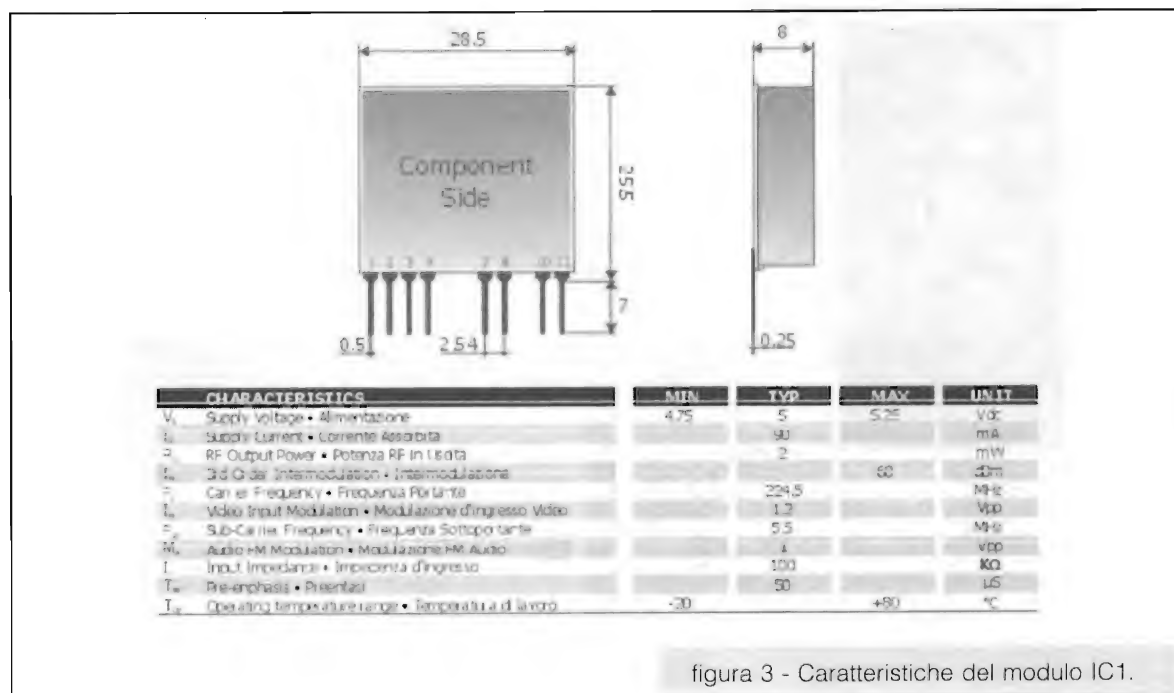 28.5
8
Component
Side
25.5
1 2 3 4 7 8 10 11
7
0.5
2.54
0.25
CHARACTERISTICS MIN TYP MAX UNIT
Supply Voltage • Alimentazione 4.75 5 5.25 Vdc
Supply Current • Corrente Assorbita 90 mA
RF Output Power • Potenza RF in Uscita 2 mW
3rd Order Intermodulation • Intermodulazione 60 dBm
Carrier Frequency • Frequenza Portante 224.5 MHz
Video Input Modulation • Modulazione d'ingresso Video 1.2 Vpp
Sub-Carrier Frequency • Frequenza Sottoportante 5.5 MHz
Audio FM Modulation • Modulazione FM Audio Vpp
Input Impedance • Impedenza d'ingresso 100 KΩ
Pre-enphasis • Preenfasi 50 µS
Operating temperature range • Temperatura di lavoro -20 +80 °C
figura 3 - Caratteristiche del modulo IC1.